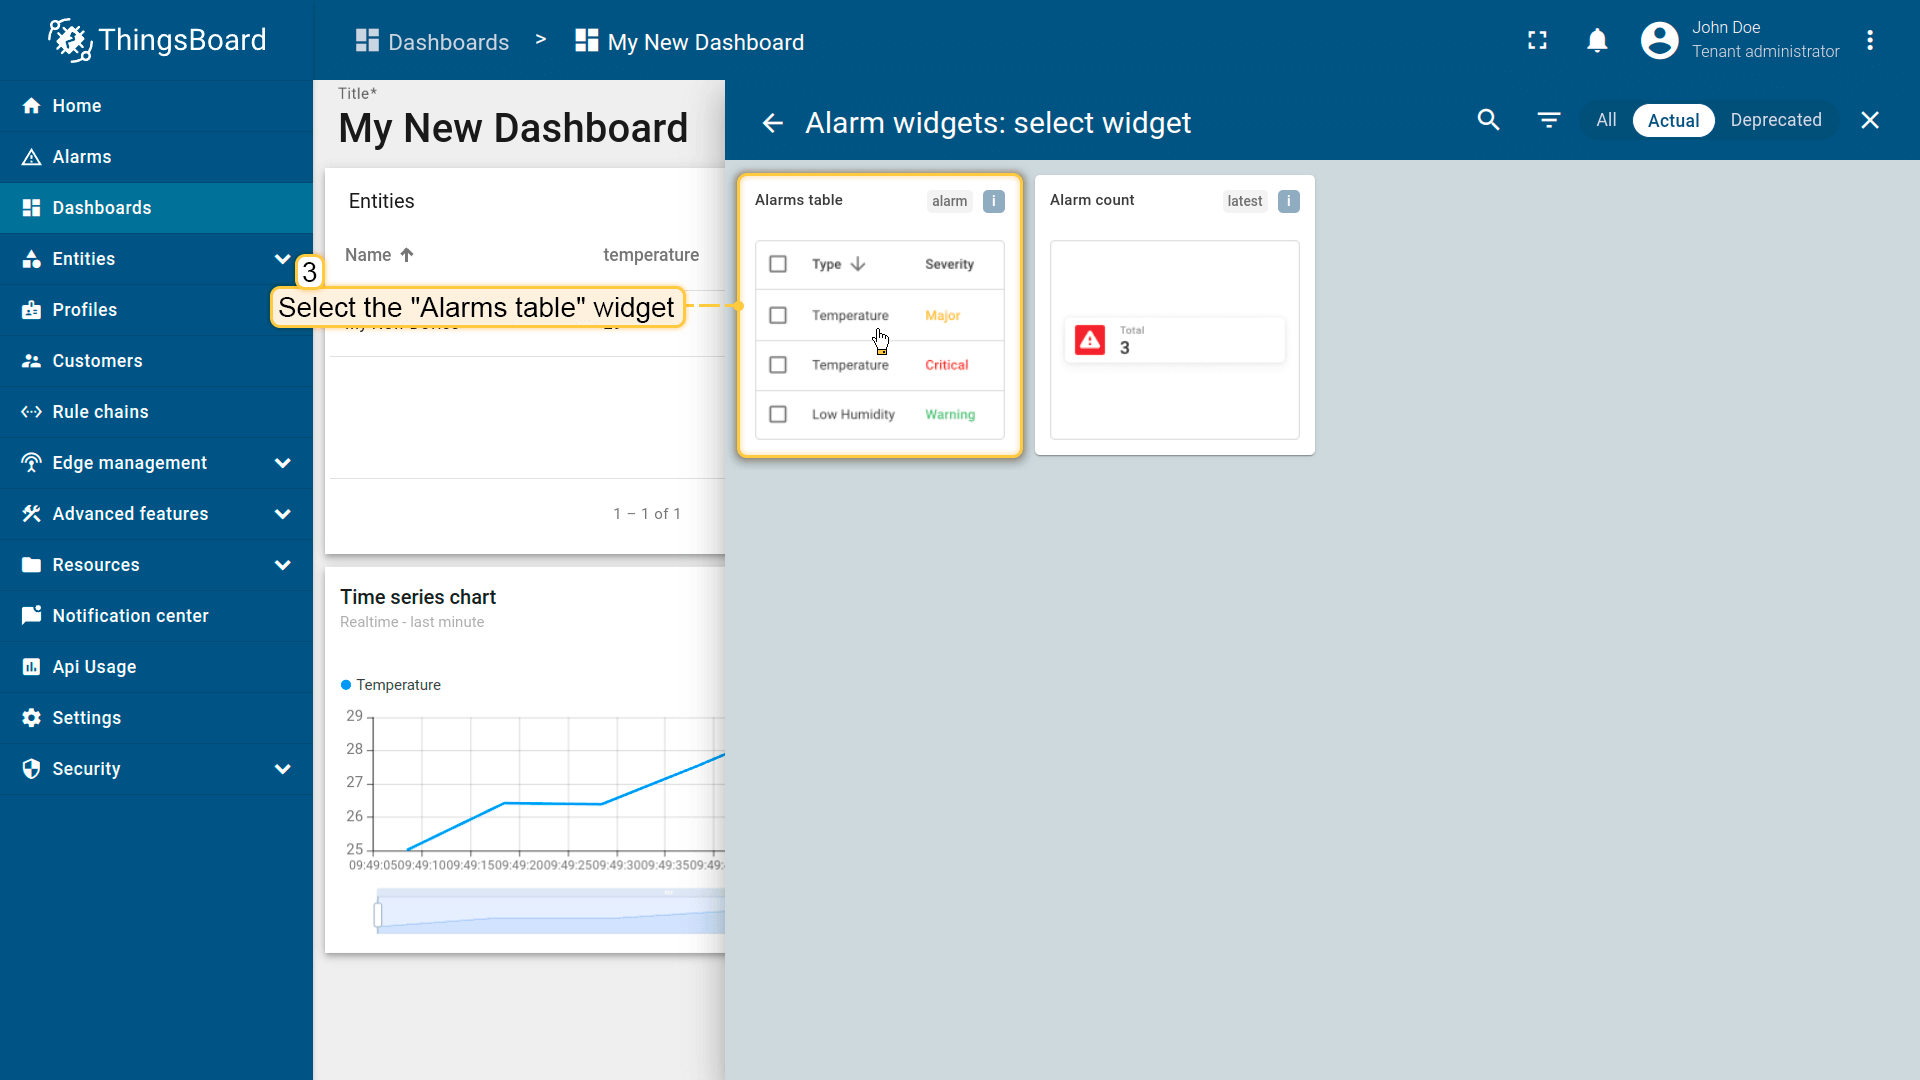 ThingsBoard
Dashboards > My New Dashboard
John Doe
Tenant administrator
Home
Alarms
Dashboards
Entities
Profiles
Customers
Rule chains
Edge management
Advanced features
Resources
Notification center
Api Usage
Settings
Security
Title*
My New Dashboard
Entities
Name temperature
3
Select the "Alarms table" widget
1 – 1 of 1
Time series chart
Realtime - last minute
Temperature
29
28
27
26
25
09:49:05 09:49:10 09:49:15 09:49:20 09:49:25 09:49:30 09:49:35 09:49:
Alarm widgets: select widget
All Actual Deprecated
Alarms table alarm i
Type Severity
Temperature Major
Temperature Critical
Low Humidity Warning
Alarm count latest i
Total
3